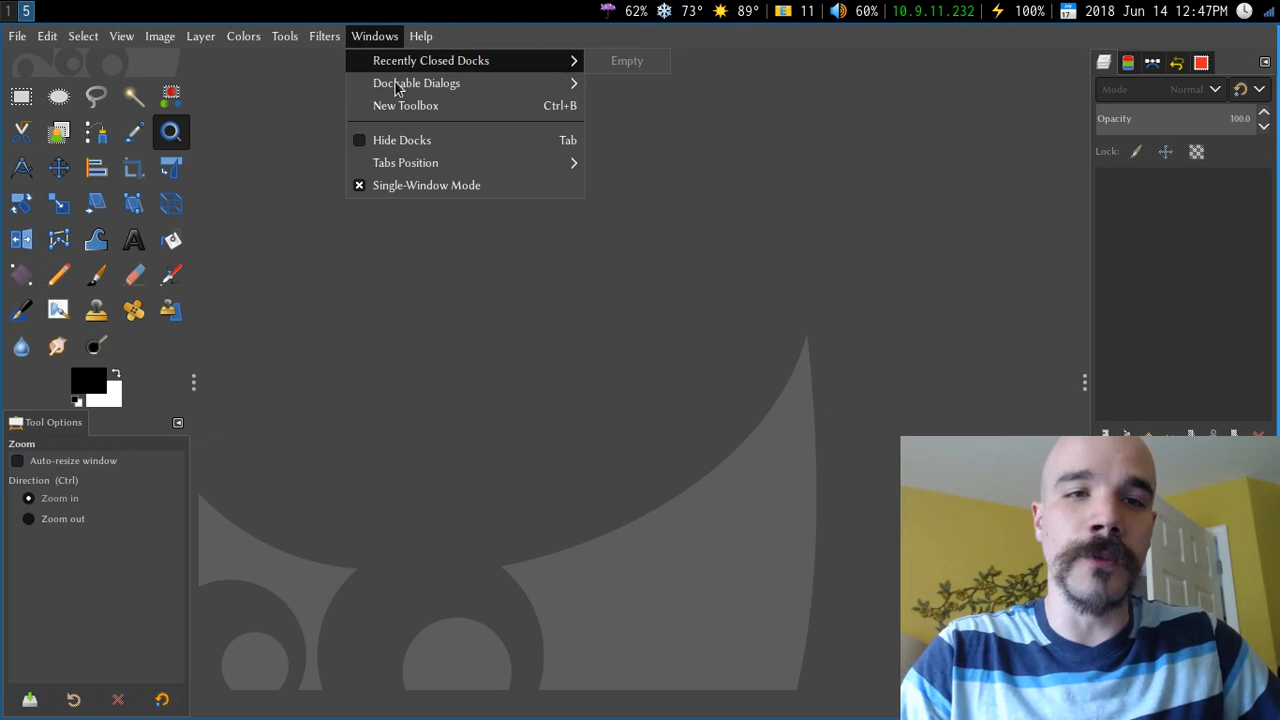 1 5 62% 73° 89° 11 60% 10.9.11.232 100% 2018 Jun 14 12:47PM
File Edit Select View Image Layer Colors Tools Filters Windows Help
Recently Closed Docks
Empty
Dockable Dialogs
New Toolbox Ctrl+B
Hide Docks Tab
Tabs Position
Single-Window Mode
Mode Normal
Opacity 100.0
Lock:
Tool Options
Zoom
Auto-resize window
Direction (Ctrl)
Zoom in
Zoom out